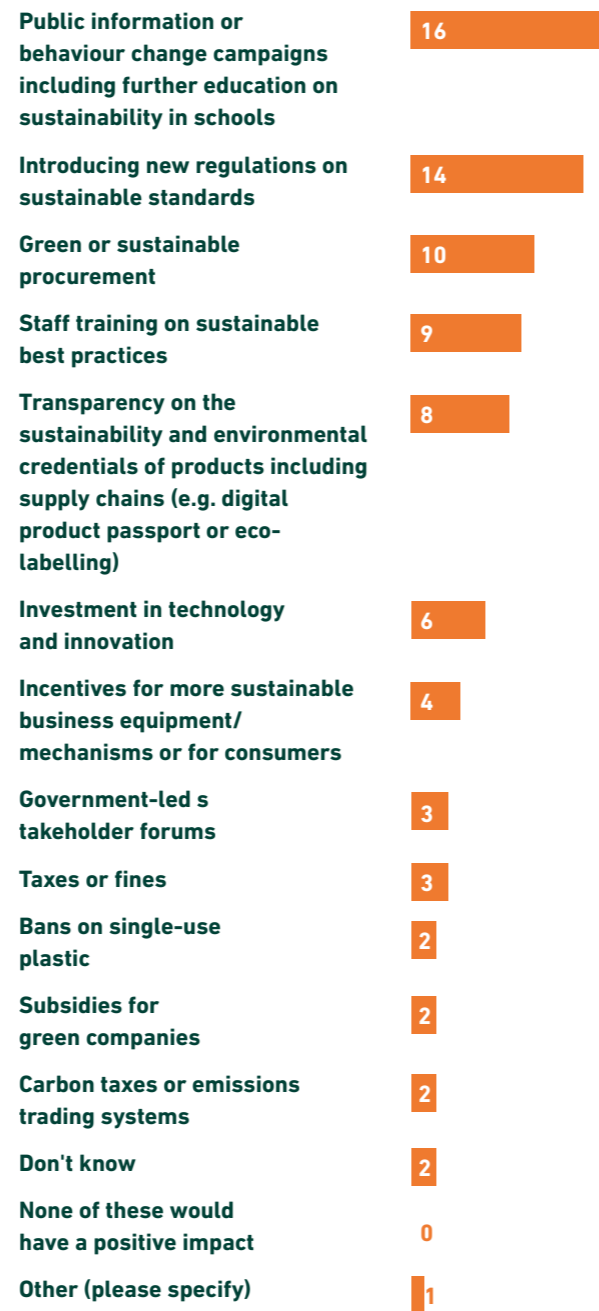 Public information or
behaviour change campaigns
including further education on
sustainability in schools
16
Introducing new regulations on
sustainable standards
14
Green or sustainable
procurement
10
Staff training on sustainable
best practices
9
Transparency on the
sustainability and environmental
credentials of products including
supply chains (e.g. digital
product passport or eco-
labelling)
8
Investment in technology
and innovation
6
Incentives for more sustainable
business equipment/
mechanisms or for consumers
4
Government-led s
takeholder forums
3
Taxes or fines
3
Bans on single-use
plastic
2
Subsidies for
green companies
2
Carbon taxes or emissions
trading systems
2
Don't know
2
None of these would
have a positive impact
0
Other (please specify)
1